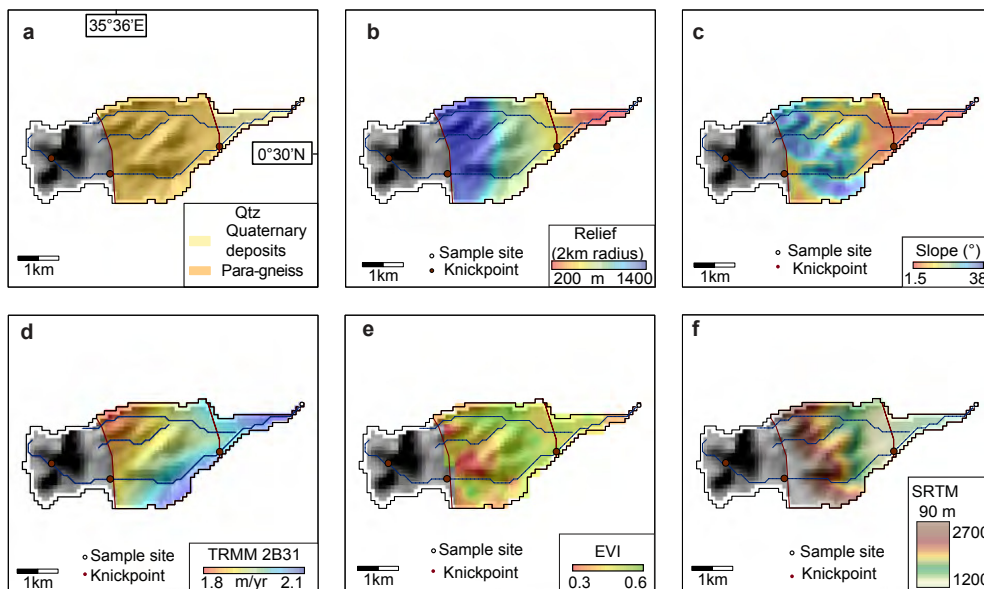 a
35°36'E
0°30'N
Qtz
Quaternary
deposits
Para-gneiss
1km
b
Sample site
Knickpoint
1km
Relief
(2km radius)
200 m 1400
c
Sample site
Knickpoint
1km
Slope (°)
1.5 38
d
Sample site
Knickpoint
1km
TRMM 2B31
1.8 m/yr 2.1
e
Sample site
Knickpoint
1km
EVI
0.3 0.6
f
Sample site
Knickpoint
1km
SRTM
90 m
2700
1200